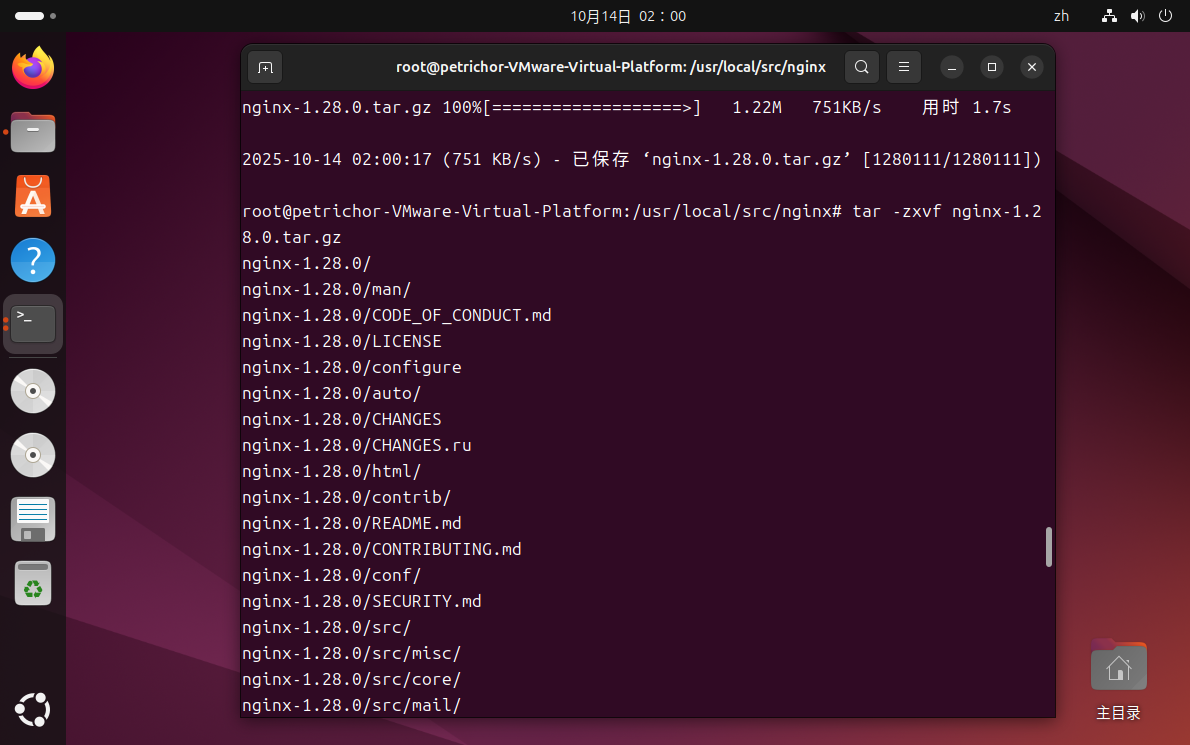 10月14日 02：00
zh
root@petrichor-VMware-Virtual-Platform: /usr/local/src/nginx
nginx-1.28.0.tar.gz 100%[===================>] 1.22M 751KB/s 用时 1.7s
2025-10-14 02:00:17 (751 KB/s) - 已保存 ‘nginx-1.28.0.tar.gz’ [1280111/1280111])
root@petrichor-VMware-Virtual-Platform:/usr/local/src/nginx# tar -zxvf nginx-1.2
8.0.tar.gz
nginx-1.28.0/
nginx-1.28.0/man/
nginx-1.28.0/CODE_OF_CONDUCT.md
nginx-1.28.0/LICENSE
nginx-1.28.0/configure
nginx-1.28.0/auto/
nginx-1.28.0/CHANGES
nginx-1.28.0/CHANGES.ru
nginx-1.28.0/html/
nginx-1.28.0/contrib/
nginx-1.28.0/README.md
nginx-1.28.0/CONTRIBUTING.md
nginx-1.28.0/conf/
nginx-1.28.0/SECURITY.md
nginx-1.28.0/src/
nginx-1.28.0/src/misc/
nginx-1.28.0/src/core/
nginx-1.28.0/src/mail/
主目录